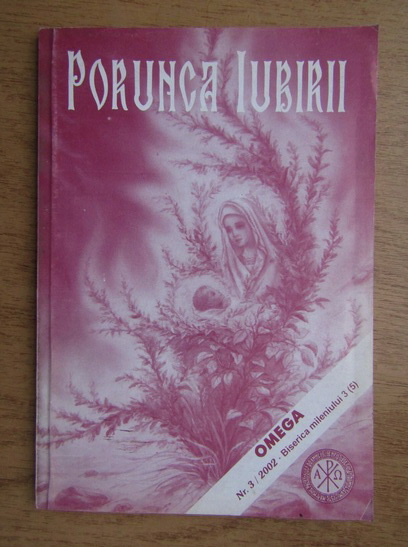 PORUNCA IUBIRII
OMEGA
Nr. 3 / 2002 - Biserica mileniului 3 (5)
A P Ω